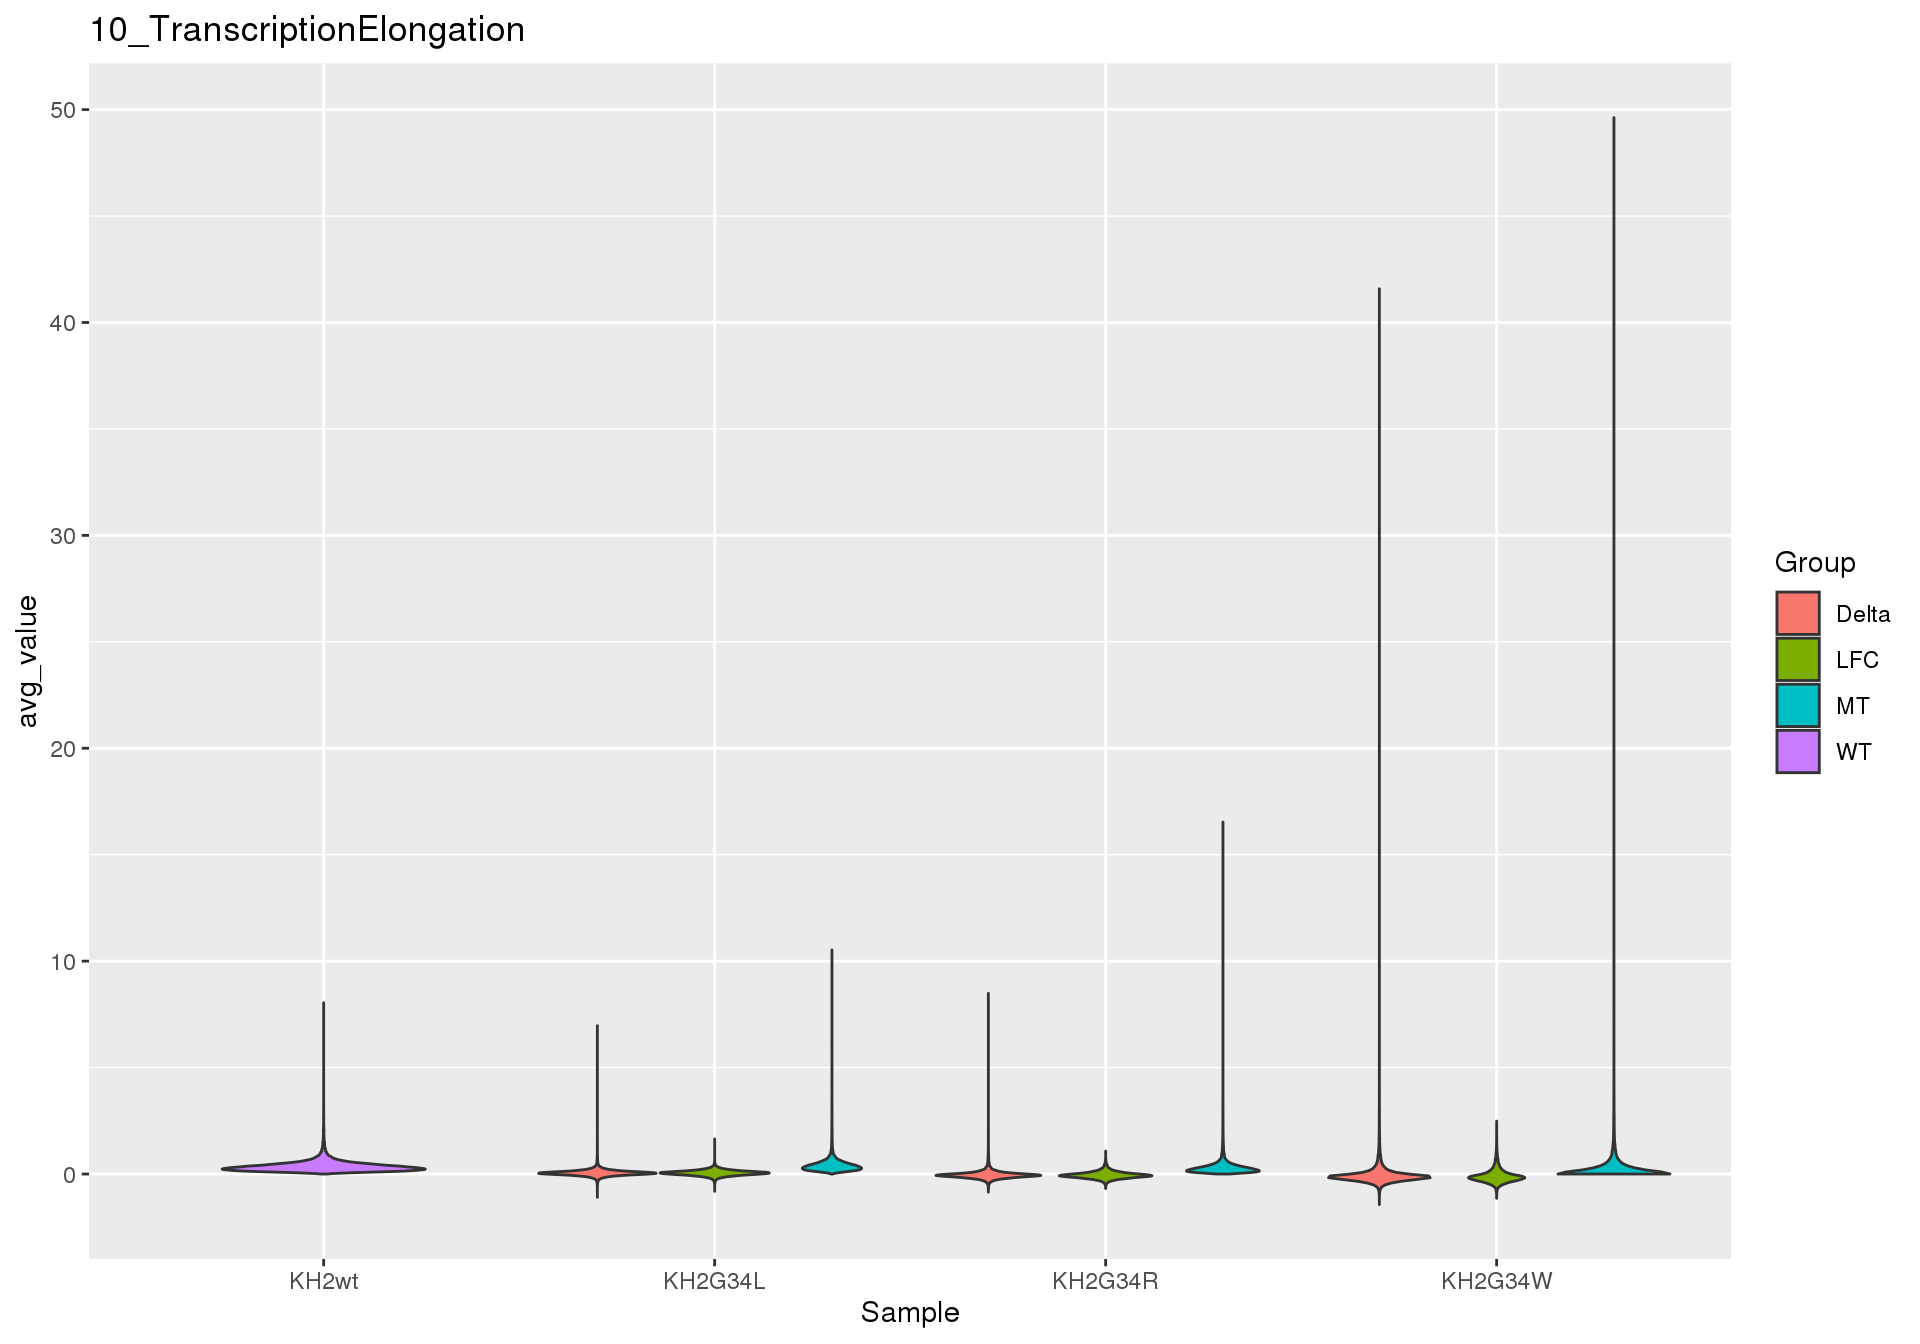 10_TranscriptionElongation
50
40
30
20
10
0
avg_value
KH2wt
KH2G34L
KH2G34R
KH2G34W
Sample
Group
Delta
LFC
MT
WT